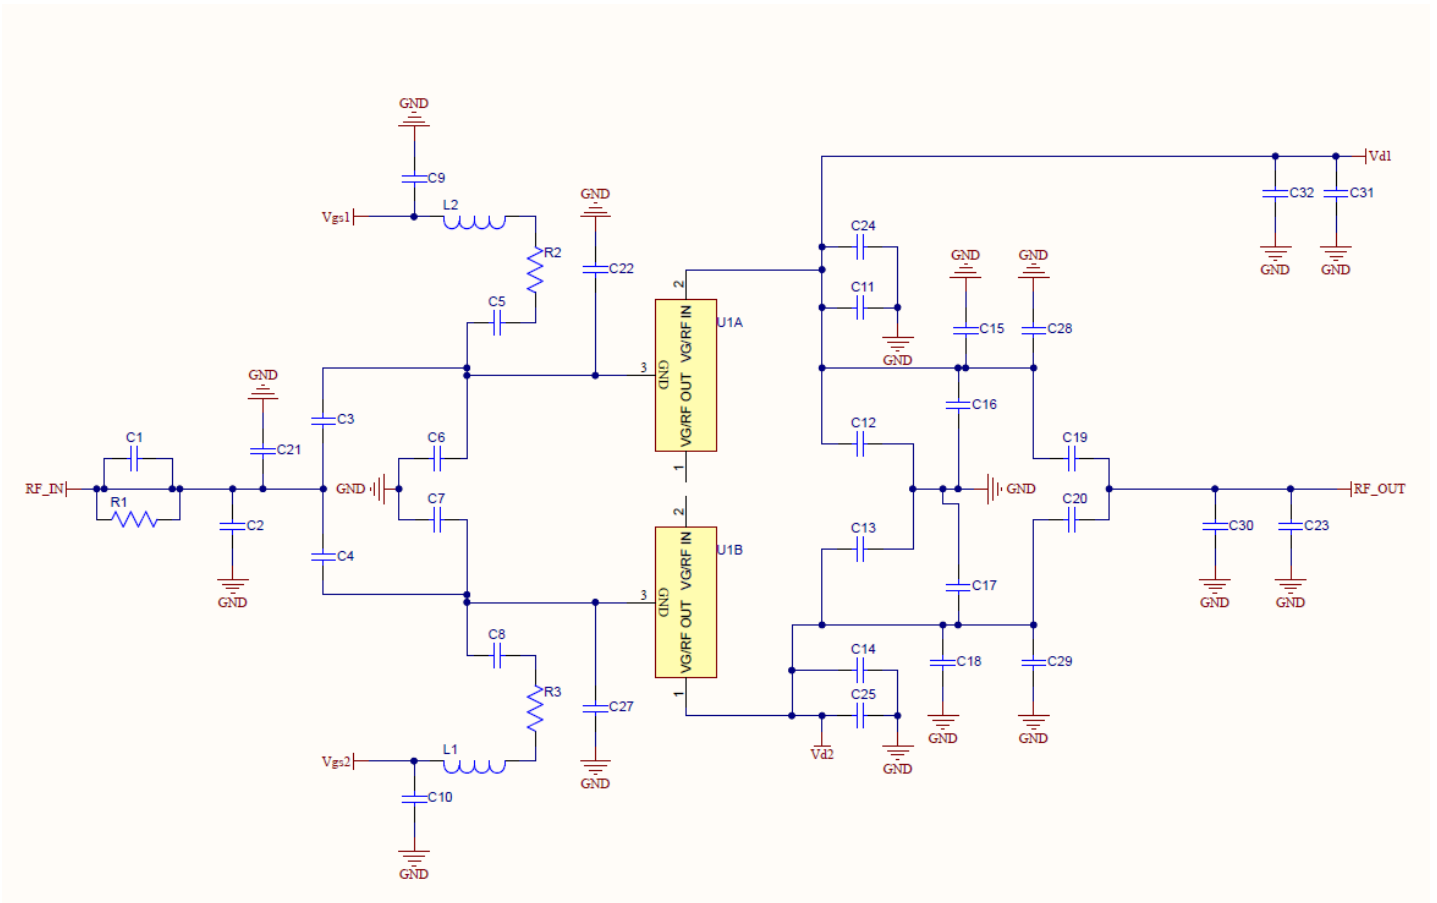 GND
Vd1
C9
C32
C31
GND
L2
Vgs1
C24
R2
GND
GND
C22
GND
GND
2
C11
C5
C15
C28
U1A
VG/RF IN
GND
3
GND
VG/RF OUT
GND
C16
C3
C12
C1
C21
C6
C19
1
RF_IN
GND
GND
RF_OUT
R1
C7
C20
2
C2
C13
C30
C23
C4
U1B
VG/RF IN
C17
3
GND
GND
GND
GND
VG/RF OUT
C8
C14
C18
C29
R3
1
C25
C27
GND
GND
L1
Vd2
Vgs2
GND
GND
C10
GND